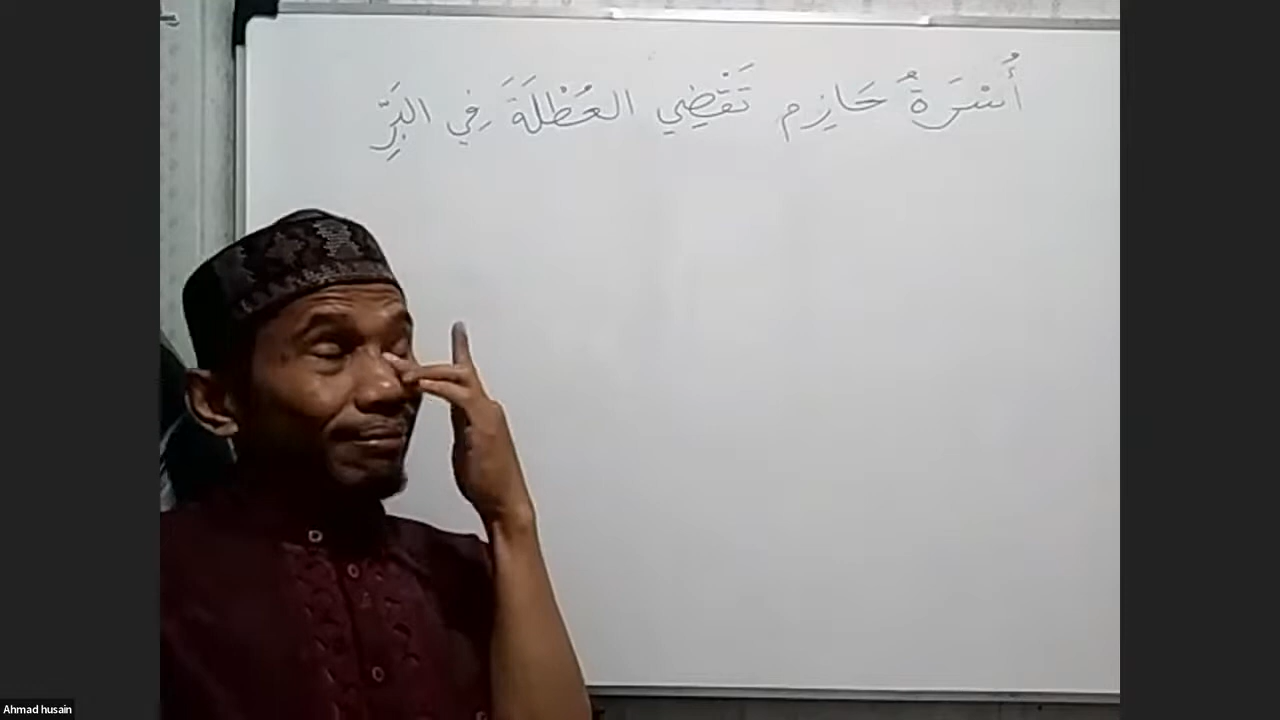 أُسْرَةُ حَازِم تَقْضِي العُطْلَةَ فِي البَرِّ
Ahmad husain